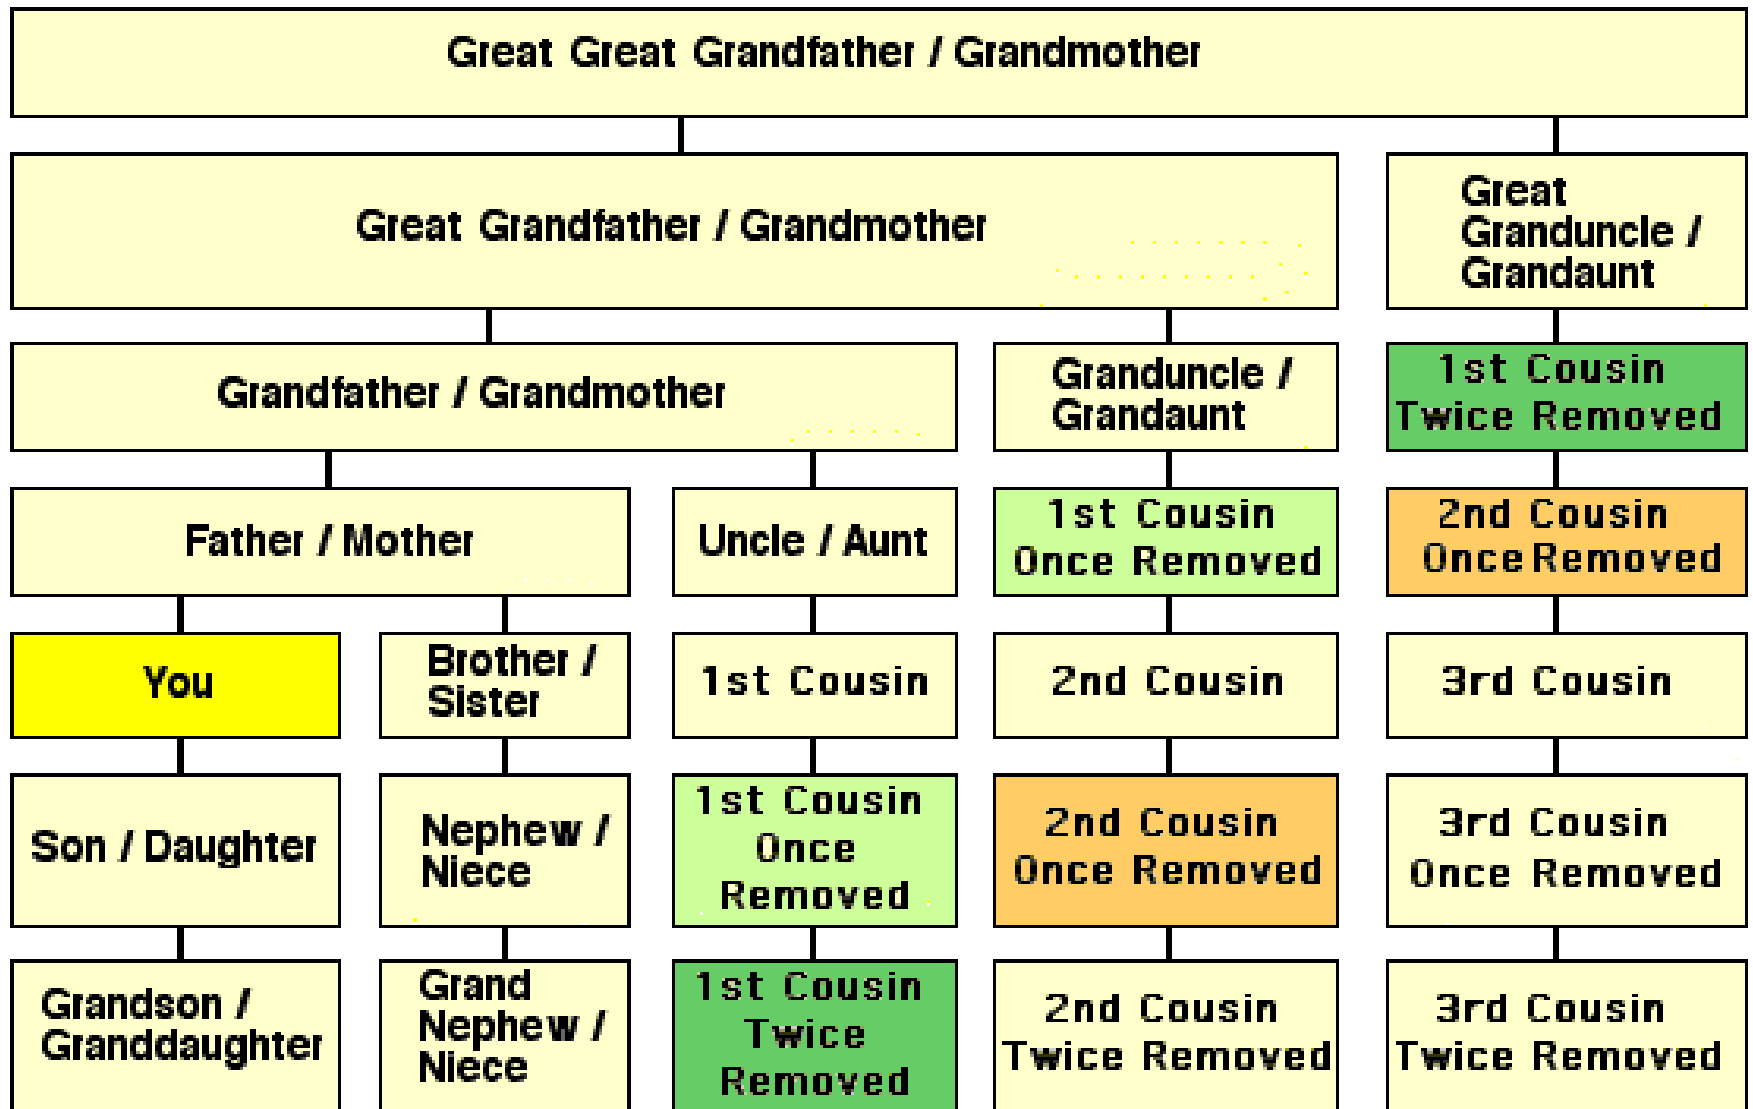 Great Great Grandfather / Grandmother
Great Grandfather / Grandmother
Great
Granduncle /
Grandaunt
Grandfather / Grandmother
Granduncle /
Grandaunt
1st Cousin
Twice Removed
Father / Mother
Uncle / Aunt
1st Cousin
Once Removed
2nd Cousin
Once Removed
You
Brother /
Sister
1st Cousin
2nd Cousin
3rd Cousin
Son / Daughter
Nephew /
Niece
1st Cousin
Once
Removed
2nd Cousin
Once Removed
3rd Cousin
Once Removed
Grandson /
Granddaughter
Grand
Nephew /
Niece
1st Cousin
Twice
Removed
2nd Cousin
Twice Removed
3rd Cousin
Twice Removed